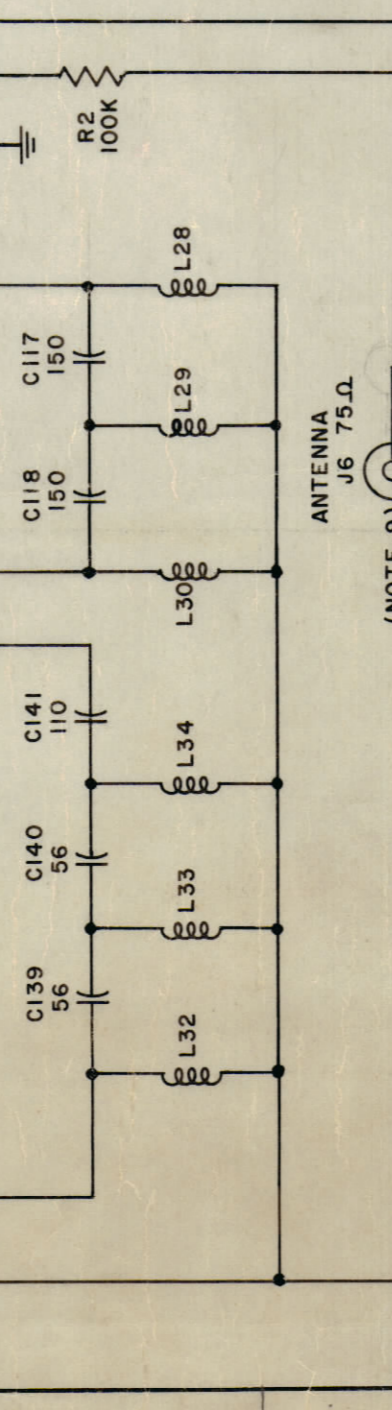 R2
100K
L28
C117
150
L29
C118
150
L30
ANTENNA
J6 75Ω
C141
110
L34
C140
56
L33
C139
56
L32